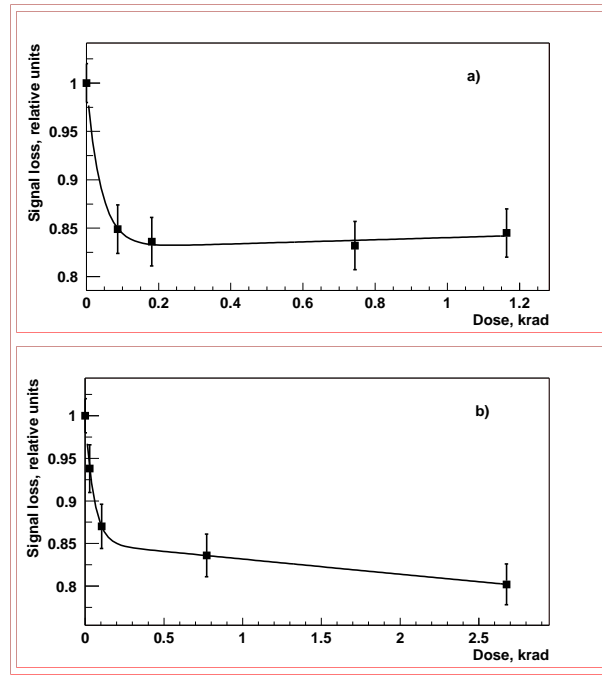 Signal loss, relative units
a)
1
0.95
0.9
0.85
0.8
0 0.2 0.4 0.6 0.8 1 1.2
Dose, krad
Signal loss, relative units
b)
1
0.95
0.9
0.85
0.8
0 0.5 1 1.5 2 2.5
Dose, krad